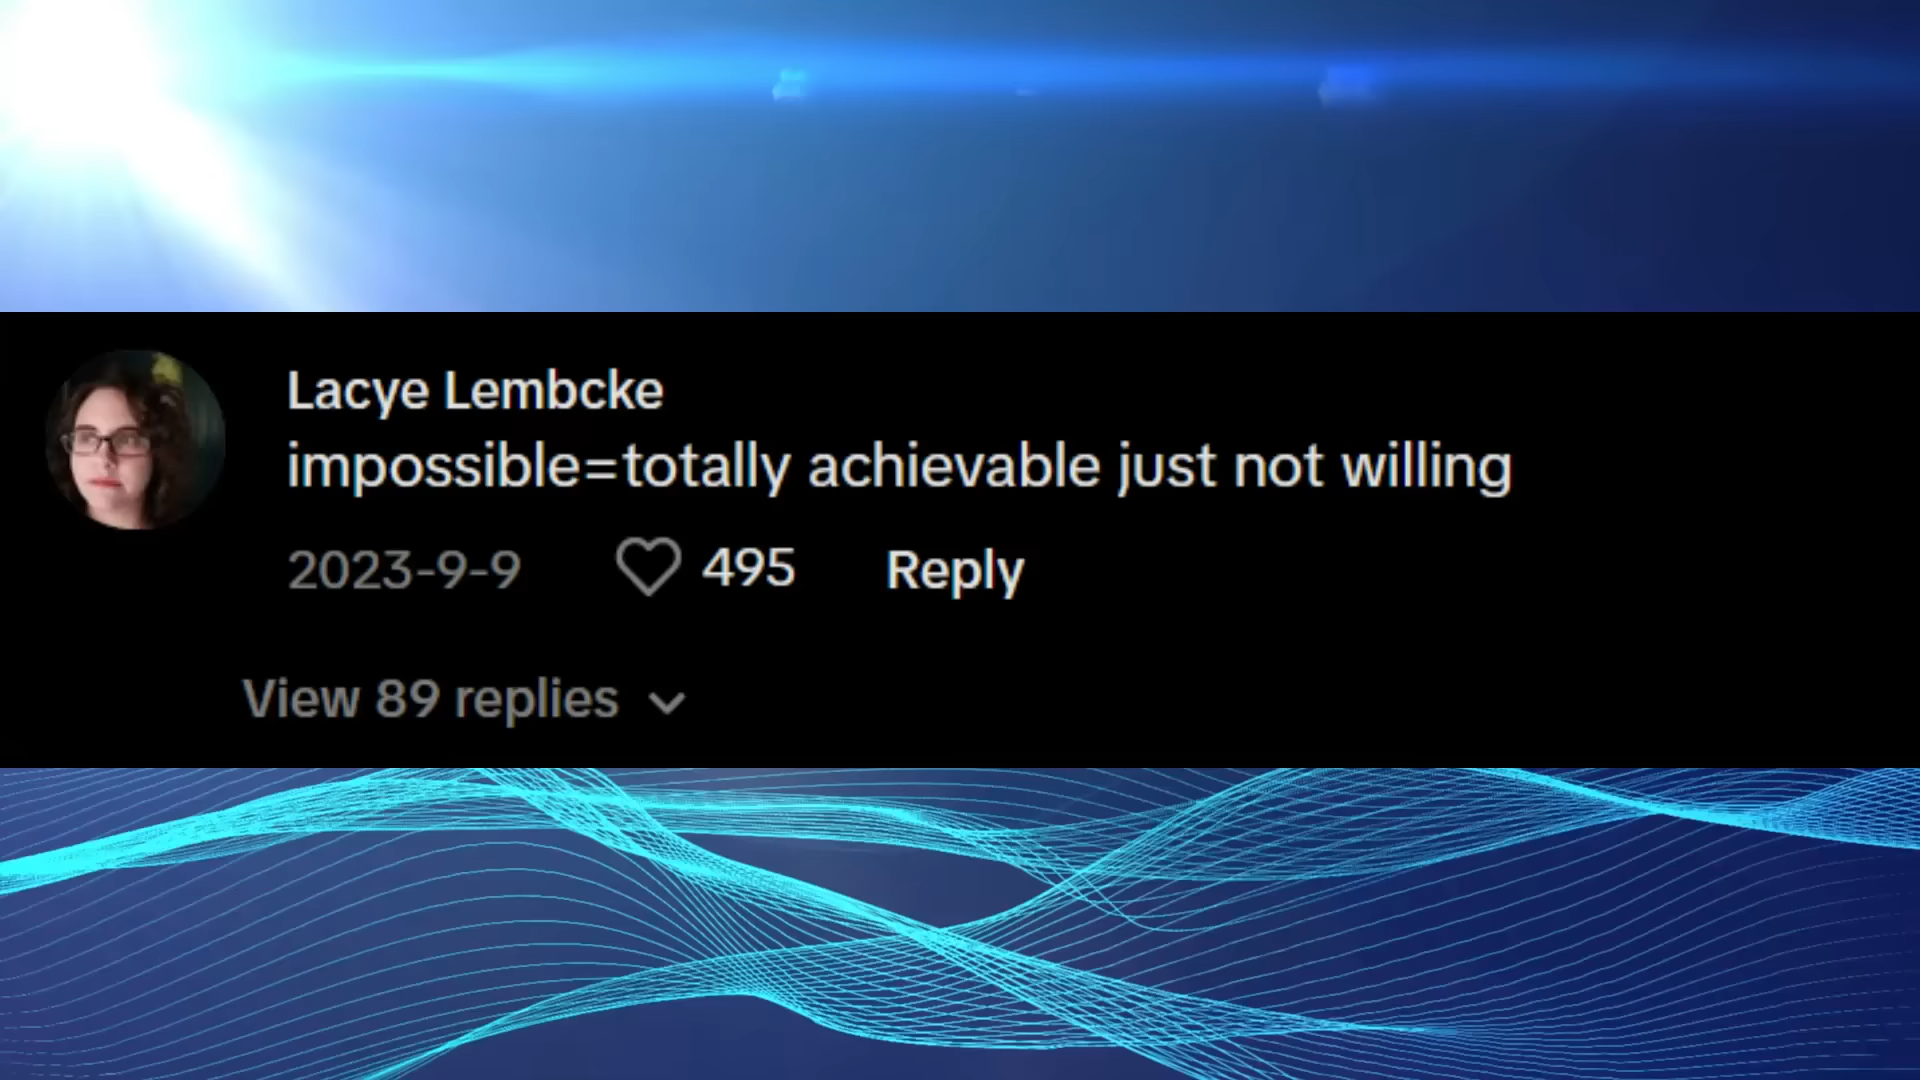 Lacye Lembcke
impossible=totally achievable just not willing
2023-9-9 495 Reply
View 89 replies